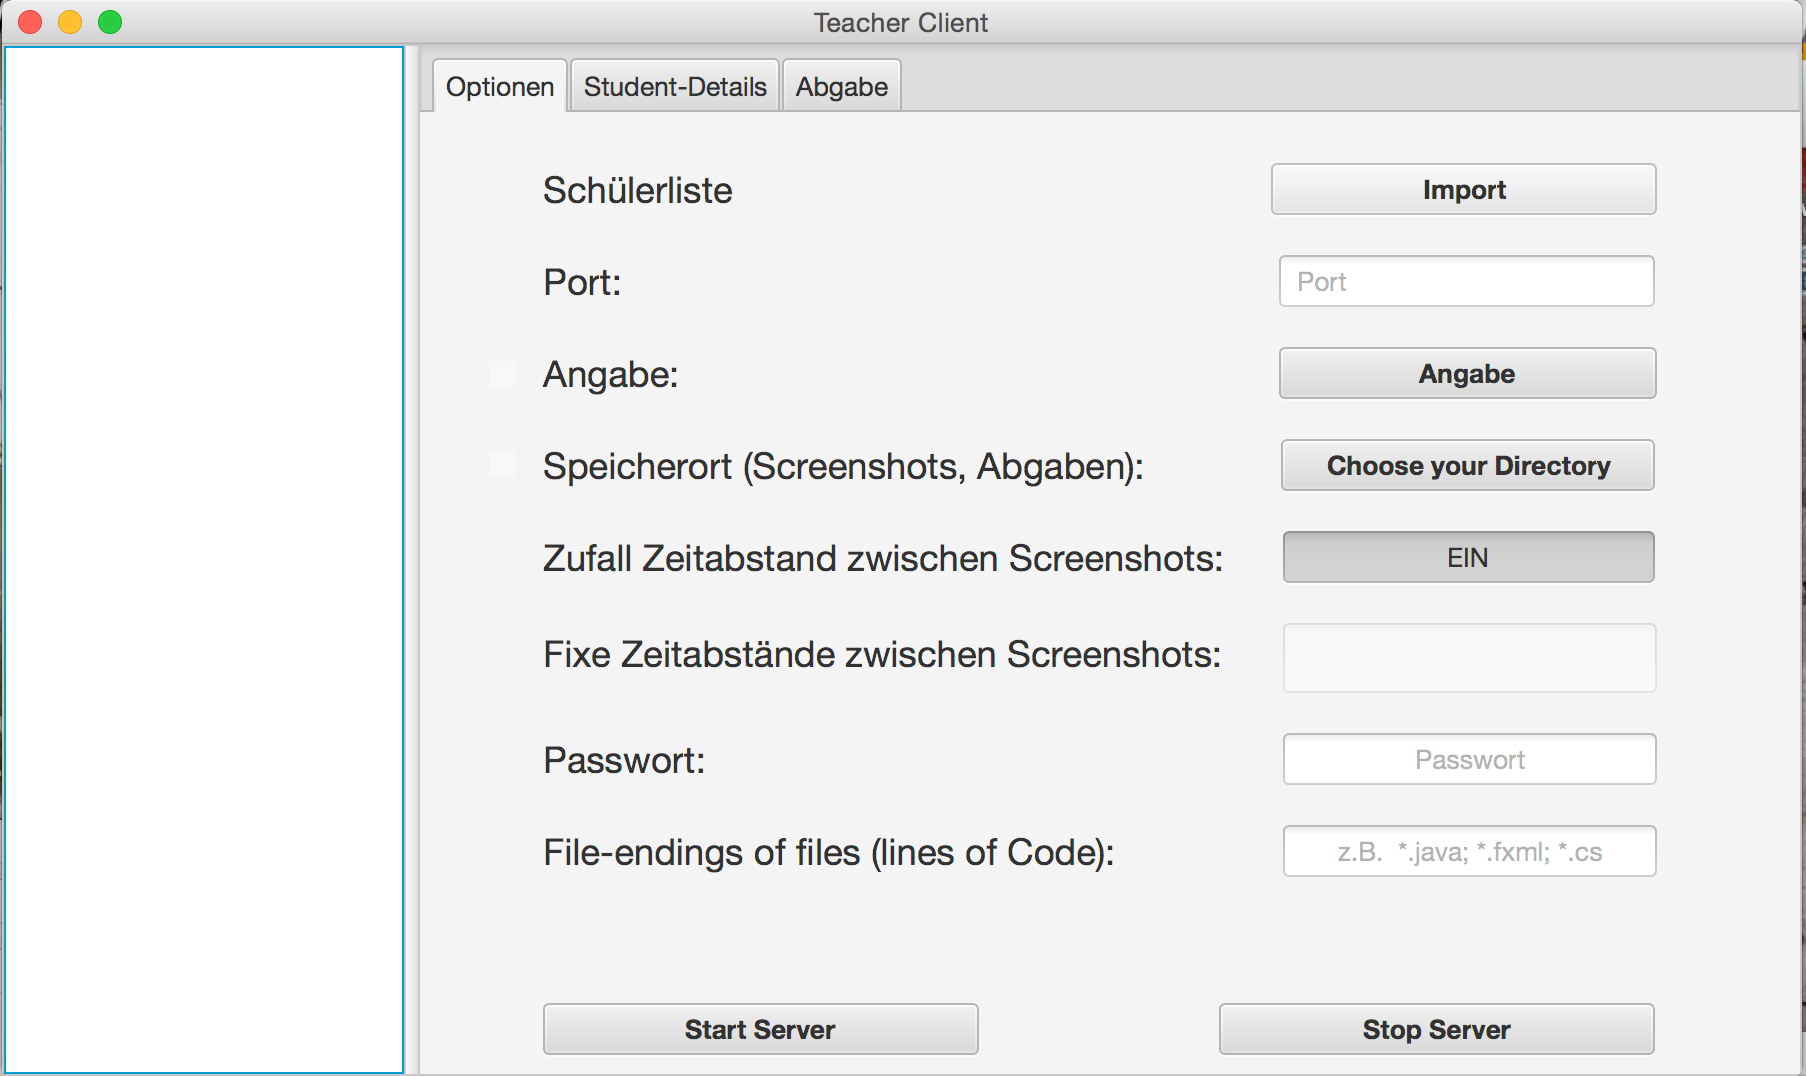 Teacher Client
Optionen Student-Details Abgabe
Schülerliste Import
Port: Port
Angabe: Angabe
Speicherort (Screenshots, Abgaben): Choose your Directory
Zufall Zeitabstand zwischen Screenshots: EIN
Fixe Zeitabstände zwischen Screenshots:
Passwort: Passwort
File-endings of files (lines of Code): z.B. *.java; *.fxml; *.cs
Start Server Stop Server